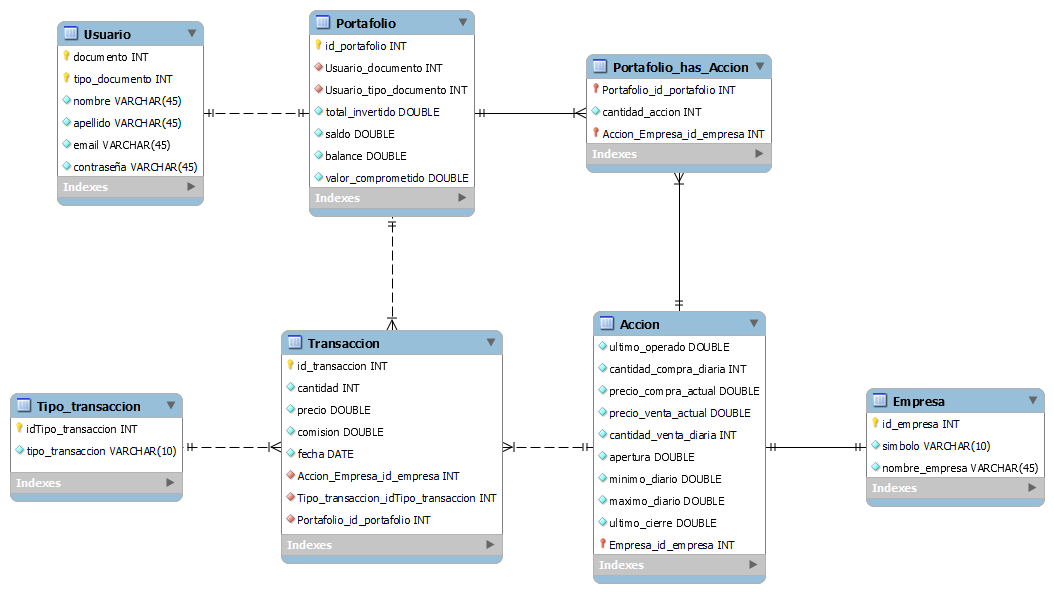 Usuario
documento INT
tipo_documento INT
nombre VARCHAR(45)
apellido VARCHAR(45)
email VARCHAR(45)
contraseña VARCHAR(45)
Indexes
Portafolio
id_portafolio INT
Usuario_documento INT
Usuario_tipo_documento INT
total_invertido DOUBLE
saldo DOUBLE
balance DOUBLE
valor_comprometido DOUBLE
Indexes
Portafolio_has_Accion
Portafolio_id_portafolio INT
cantidad_accion INT
Accion_Empresa_id_empresa INT
Indexes
Tipo_transaccion
idTipo_transaccion INT
tipo_transaccion VARCHAR(10)
Indexes
Transaccion
id_transaccion INT
cantidad INT
precio DOUBLE
comision DOUBLE
fecha DATE
Accion_Empresa_id_empresa INT
Tipo_transaccion_idTipo_transaccion INT
Portafolio_id_portafolio INT
Indexes
Accion
ultimo_operado DOUBLE
cantidad_compra_diaria INT
precio_compra_actual DOUBLE
precio_venta_actual DOUBLE
cantidad_venta_diaria INT
apertura DOUBLE
minimo_diario DOUBLE
maximo_diario DOUBLE
ultimo_cierre DOUBLE
Empresa_id_empresa INT
Indexes
Empresa
id_empresa INT
simbolo VARCHAR(10)
nombre_empresa VARCHAR(45)
Indexes